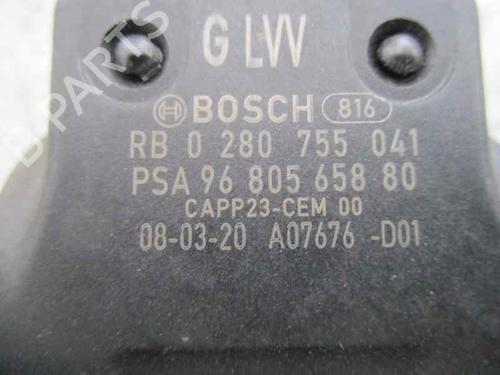 G LVV
BOSCH 816
RB 0 280 755 041
PSA 96 805 658 80
CAPP23-CEM 00
08-03-20 A07676 -D01
B-PARTS